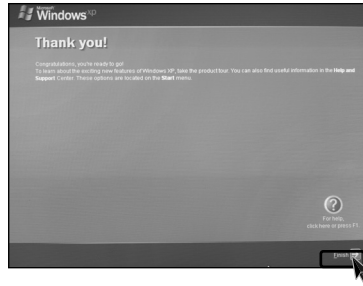 Microsoft
Windows xp
Thank you!
Congratulations, you're ready to go!
To learn about the exciting new features of Windows XP, take the product tour. You can also find useful information in the Help and
Support Center. These options are located on the Start menu.
For help,
click here or press F1.
Finish